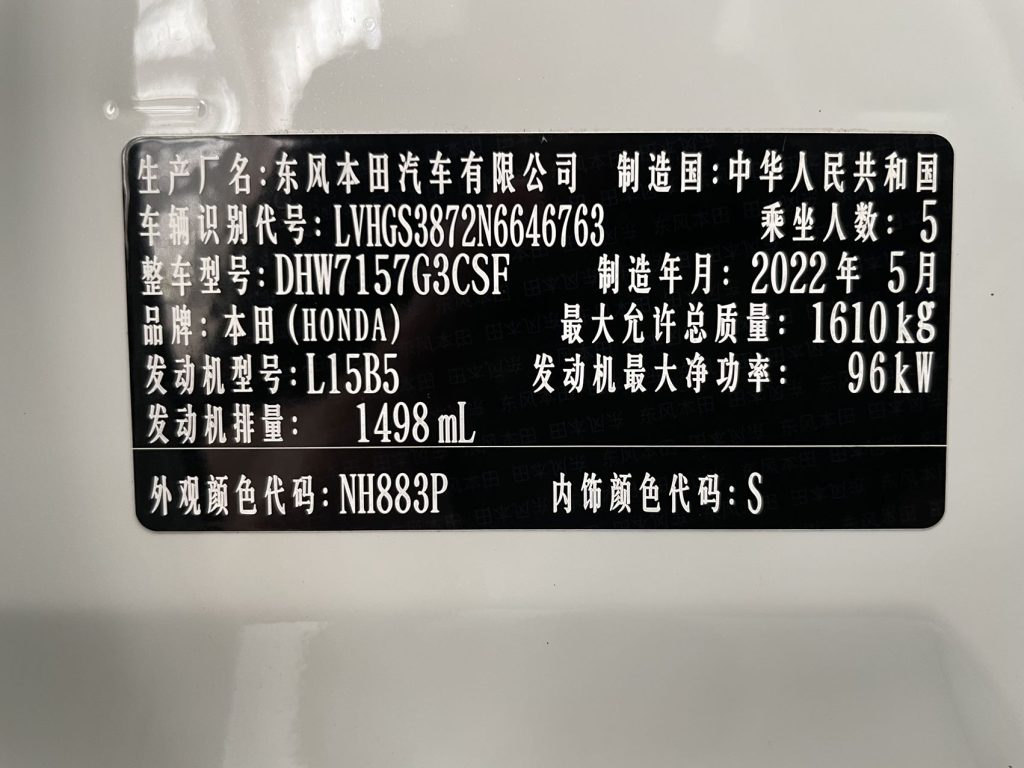 生产厂名:东风本田汽车有限公司 制造国:中华人民共和国
车辆识别代号:LVHGS3872N6646763 乘坐人数:5
整车型号:DHW7157G3CSF 制造年月:2022年 5月
品牌:本田(HONDA) 最大允许总质量:1610kg
发动机型号:L15B5 发动机最大净功率: 96kW
发动机排量: 1498mL
外观颜色代码:NH883P 内饰颜色代码:S